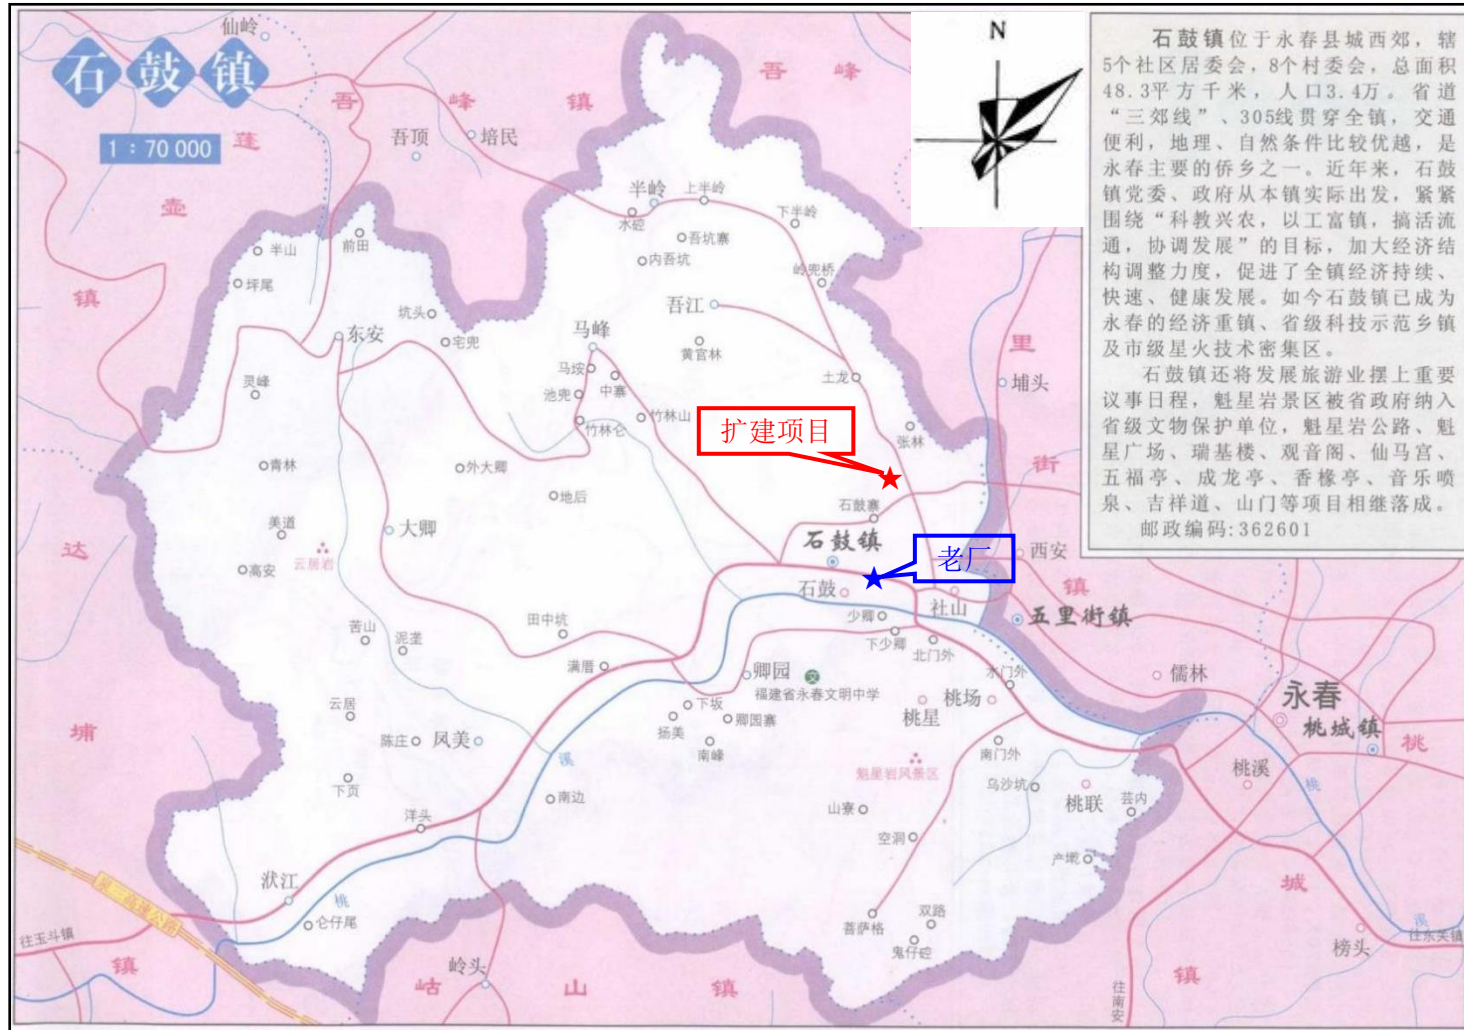 石鼓镇
1：70 000
N
石鼓镇位于永春县城西郊，辖
5个社区居委会，8个村委会，总面积
48.3平方千米，人口3.4万。省道
“三郊线”、305线贯穿全镇，交通
便利，地理、自然条件比较优越，是
永春主要的侨乡之一。近年来，石鼓
镇党委、政府从本镇实际出发，紧紧
围绕“科教兴农，以工富镇，搞活流
通，协调发展”的目标，加大经济结
构调整力度，促进了全镇经济持续、
快速、健康发展。如今石鼓镇已成为
永春的经济重镇、省级科技示范乡镇
及市级星火技术密集区。
石鼓镇还将发展旅游业摆上重要
议事日程，魁星岩景区被省政府纳入
省级文物保护单位，魁星岩公路、魁
星广场、瑞基楼、观音阁、仙马宫、
五福亭、成龙亭、香橼亭、音乐喷
泉、吉祥道、山门等项目相继落成。
邮政编码:362601
仙岭
吾峰镇
吾峰
蓬壶镇
吾顶
培民
半岭
上半岭
水砣
下半岭
吾坑寨
内吾坑
岭兜桥
半山
前田
坪尾
坑头
东安
宅兜
吾江
马峰
黄官林
马垵
中寨
池兜
土龙
竹林山
竹林仑
灵峰
张林
扩建项目
青林
外大卿
地后
石鼓寨
美道
大卿
云居岩
高安
石鼓镇
老厂
石鼓
社山
西安
埔头
五里街镇
五里街镇
达埔镇
少卿
下少卿
北门外
水门外
田中坑
苦山
泥垄
满厝
卿园
福建省永春文明中学
儒林
永春
桃城镇
桃城镇
云居
下坂
扬美
卿园寨
南峰
桃星
桃场
陈庄
凤美
溪
南门外
魁星岩风景区
乌沙坑
桃溪
桃
桃联
芸内
下页
南边
山寮
洋头
空洞
洑江
桃
仑仔尾
菩萨格
双路
鬼仔砣
往玉斗镇
岭头
岵山镇
往南安
榜头
溪
往东关镇